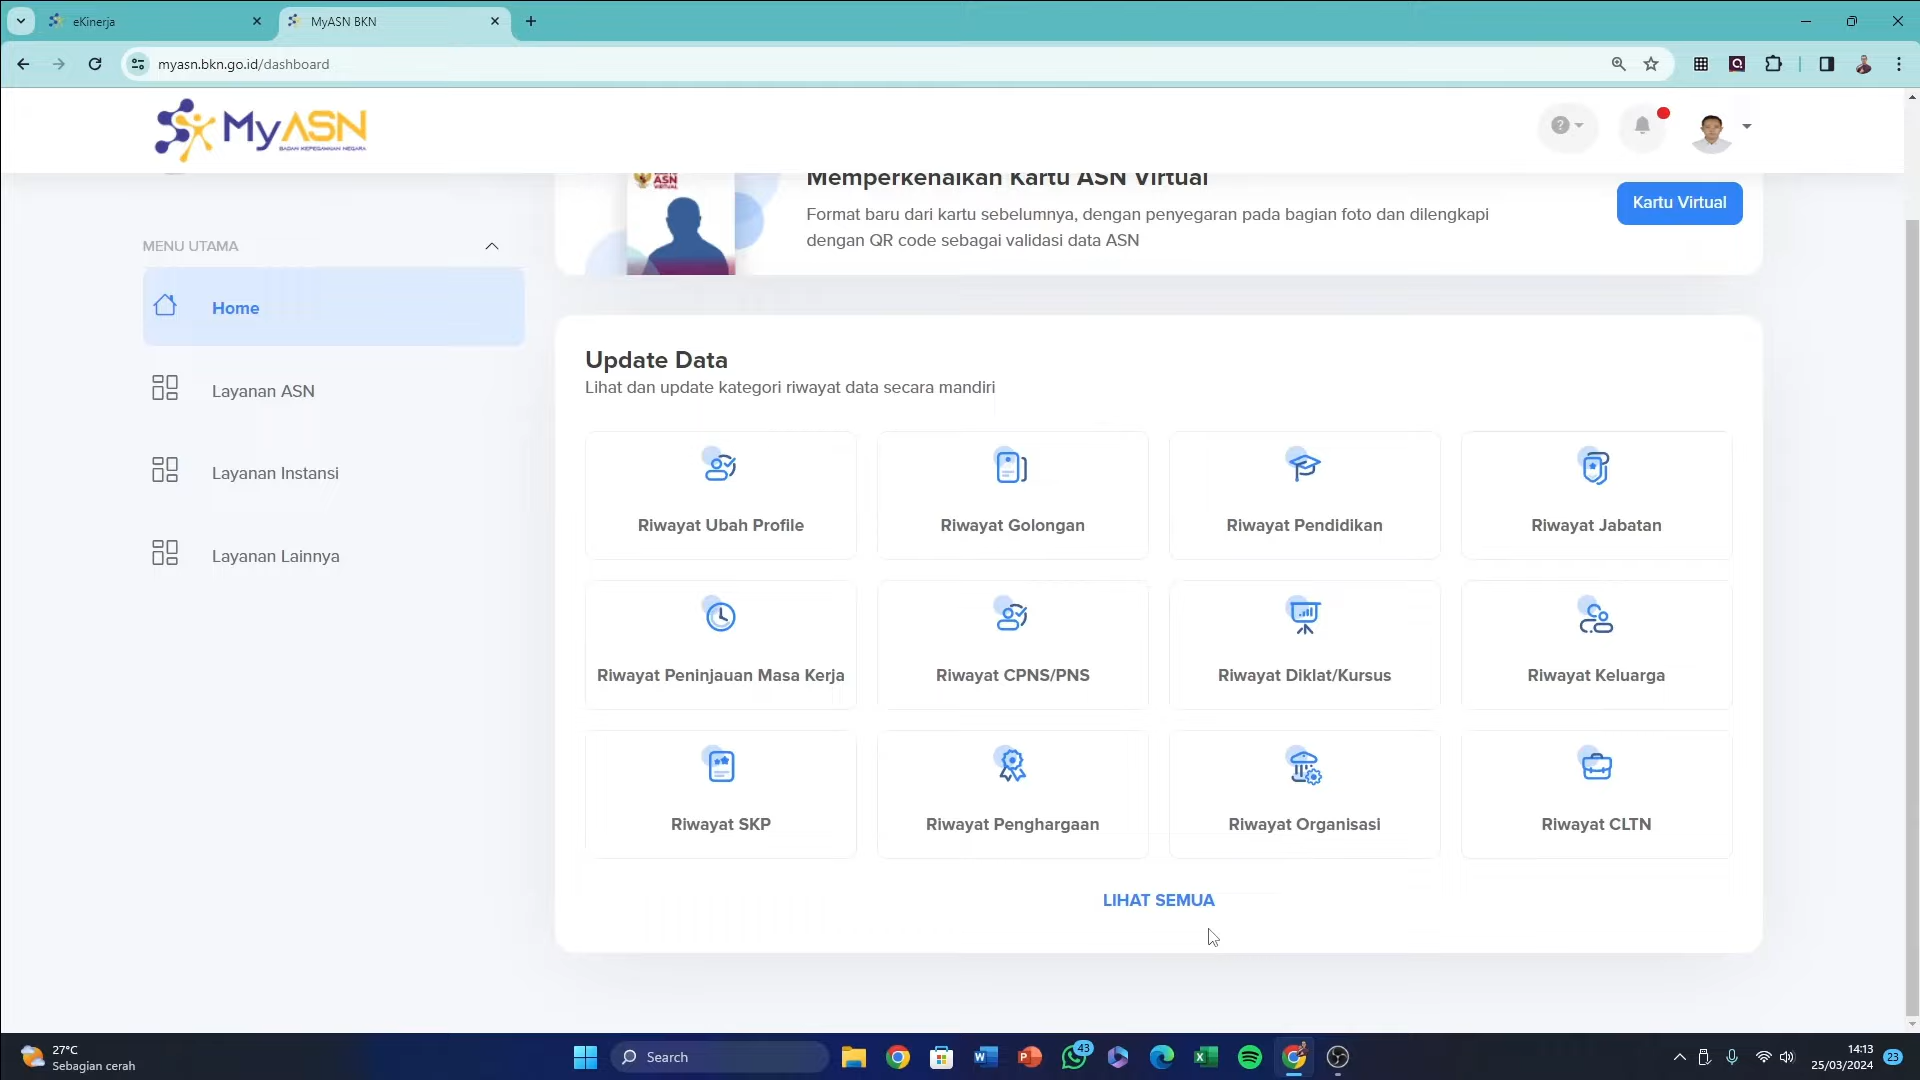 eKinerja
MyASN BKN
myasn.bkn.go.id/dashboard
MyASN
BADAN KEPEGAWAIAN NEGARA
ASN
VIRTUAL
Memperkenalkan Kartu ASN Virtual
Format baru dari kartu sebelumnya, dengan penyegaran pada bagian foto dan dilengkapi
dengan QR code sebagai validasi data ASN
Kartu Virtual
MENU UTAMA
Home
Layanan ASN
Layanan Instansi
Layanan Lainnya
Update Data
Lihat dan update kategori riwayat data secara mandiri
Riwayat Ubah Profile
Riwayat Golongan
Riwayat Pendidikan
Riwayat Jabatan
Riwayat Peninjauan Masa Kerja
Riwayat CPNS/PNS
Riwayat Diklat/Kursus
Riwayat Keluarga
Riwayat SKP
Riwayat Penghargaan
Riwayat Organisasi
Riwayat CLTN
LIHAT SEMUA
27°C
Sebagian cerah
Search
43
14:13
25/03/2024
23